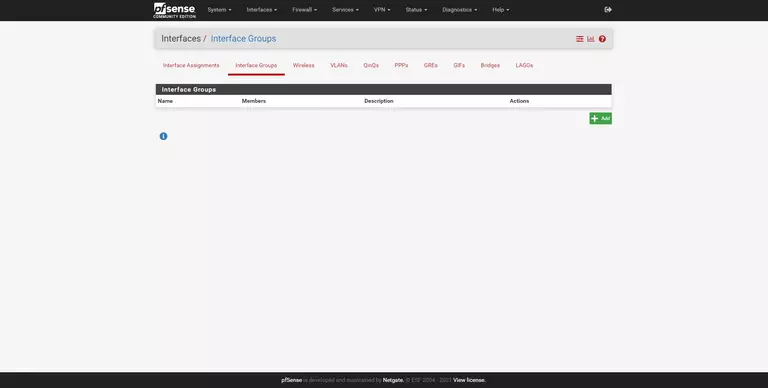 pfsense
COMMUNITY EDITION
System Interfaces Firewall Services VPN Status Diagnostics Help
Interfaces / Interface Groups
Interface Assignments Interface Groups Wireless VLANs QinQs PPPs GREs GIFs Bridges LAGGs
Interface Groups
Name Members Description Actions
Add
pfSense is developed and maintained by Netgate. © ESF 2004 - 2021 View license.